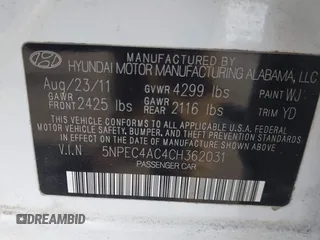 MANUFACTURED BY
HYUNDAI MOTOR MANUFACTURING ALABAMA, LLC
Aug/23/11 GVWR 4299 lbs PAINT WJ
GAWR FRONT 2425 lbs GAWR REAR 2116 lbs TRIM YD
THIS VEHICLE CONFORMS TO ALL APPLICABLE
FEDERAL MOTOR VEHICLE SAFETY, BUMPER,
AND THEFT PREVENTION STANDARDS IN EFFECT
ON THE DATE OF MANUFACTURE SHOWN ABOVE.
V.I.N 5NPEC4AC4CH362031
PASSENGER CAR
DREAMBID